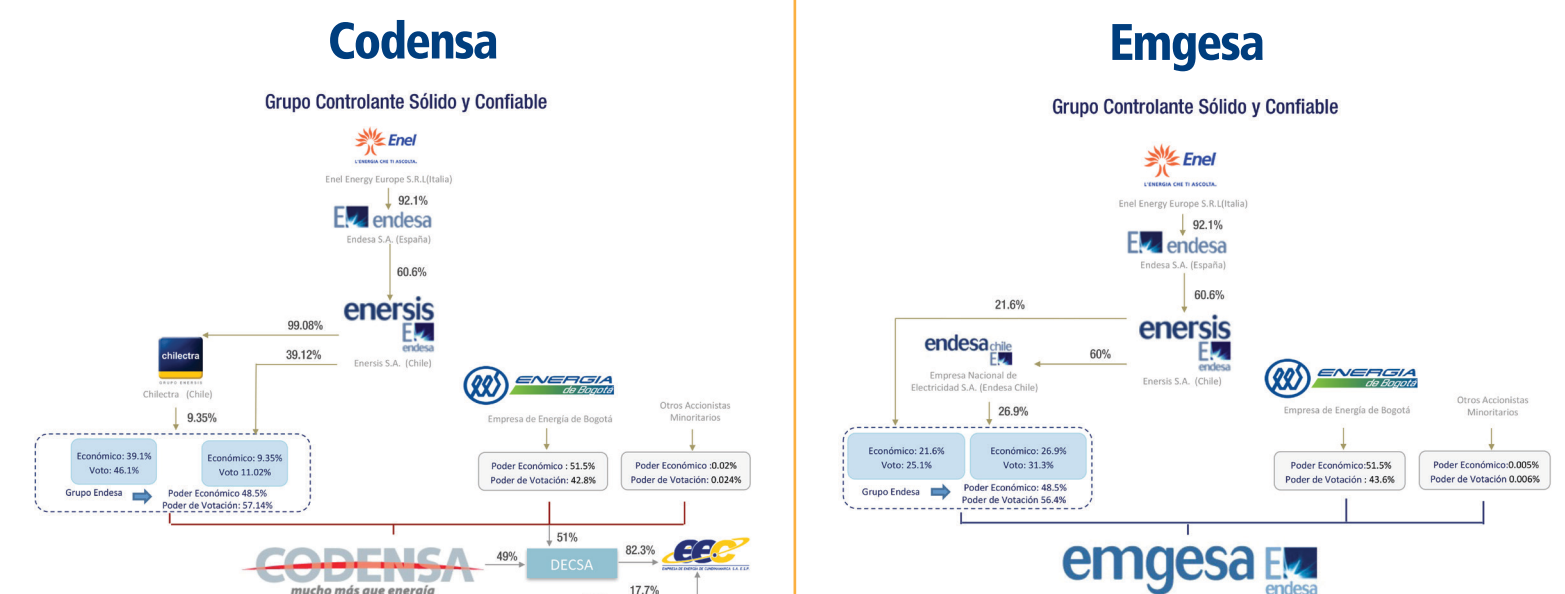 Codensa
Grupo Controlante Sólido y Confiable
Enel
L'ENERGIA CHE TI ASCOLTA.
Enel Energy Europe S.R.L(Italia)
92.1%
endesa
Endesa S.A. (España)
60.6%
enersis
endesa
Enersis S.A. (Chile)
99.08%
39.12%
chilectra
GRUPO ENERSIS
Chilectra (Chile)
9.35%
Económico: 39.1%
Voto: 46.1%
Económico: 9.35%
Voto 11.02%
Grupo Endesa
Poder Económico 48.5%
Poder de Votación: 57.14%
ENERGIA
de Bogotá
Empresa de Energía de Bogotá
Poder Económico : 51.5%
Poder de Votación: 42.8%
Otros Accionistas
Minoritarios
Poder Económico :0.02%
Poder de Votación: 0.024%
CODENSA
mucho más que energía
49%
51%
DECSA
82.3%
eec
EMPRESA DE ENERGÍA DE CUNDINAMARCA S.A. E.S.P.
17.7%
Emgesa
Grupo Controlante Sólido y Confiable
Enel
L'ENERGIA CHE TI ASCOLTA.
Enel Energy Europe S.R.L(Italia)
92.1%
endesa
Endesa S.A. (España)
60.6%
21.6%
enersis
endesa
Enersis S.A. (Chile)
60%
endesa chile
Empresa Nacional de
Electricidad S.A. (Endesa Chile)
26.9%
Económico: 21.6%
Voto: 25.1%
Económico: 26.9%
Voto: 31.3%
Grupo Endesa
Poder Económico: 48.5%
Poder de Votación 56.4%
ENERGIA
de Bogotá
Empresa de Energía de Bogotá
Poder Económico:51.5%
Poder de Votación : 43.6%
Otros Accionistas
Minoritarios
Poder Económico:0.005%
Poder de Votación 0.006%
emgesa
endesa